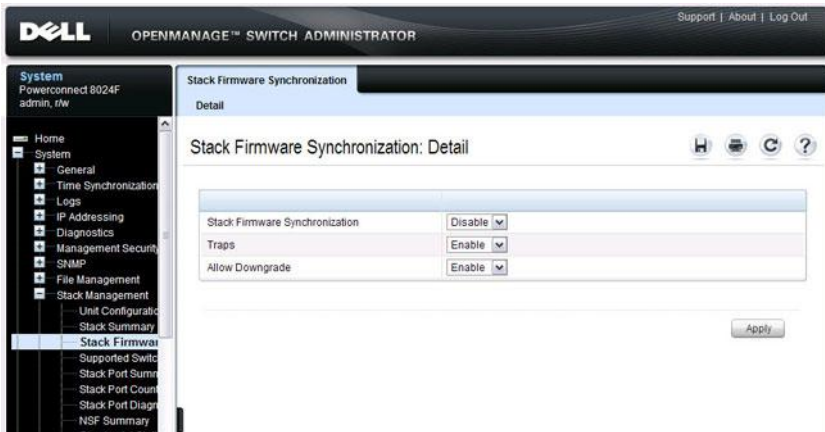 Support | About | Log Out
DELL OPENMANAGE™ SWITCH ADMINISTRATOR
System
Powerconnect 8024F
admin, r/w
Stack Firmware Synchronization
Detail
Home
System
General
Time Synchronization
Logs
IP Addressing
Diagnostics
Management Security
SNMP
File Management
Stack Management
Unit Configuratio
Stack Summary
Stack Firmwar
Supported Switc
Stack Port Summ
Stack Port Count
Stack Port Diagn
NSF Summary
Stack Firmware Synchronization: Detail
Stack Firmware Synchronization Disable
Traps Enable
Allow Downgrade Enable
Apply